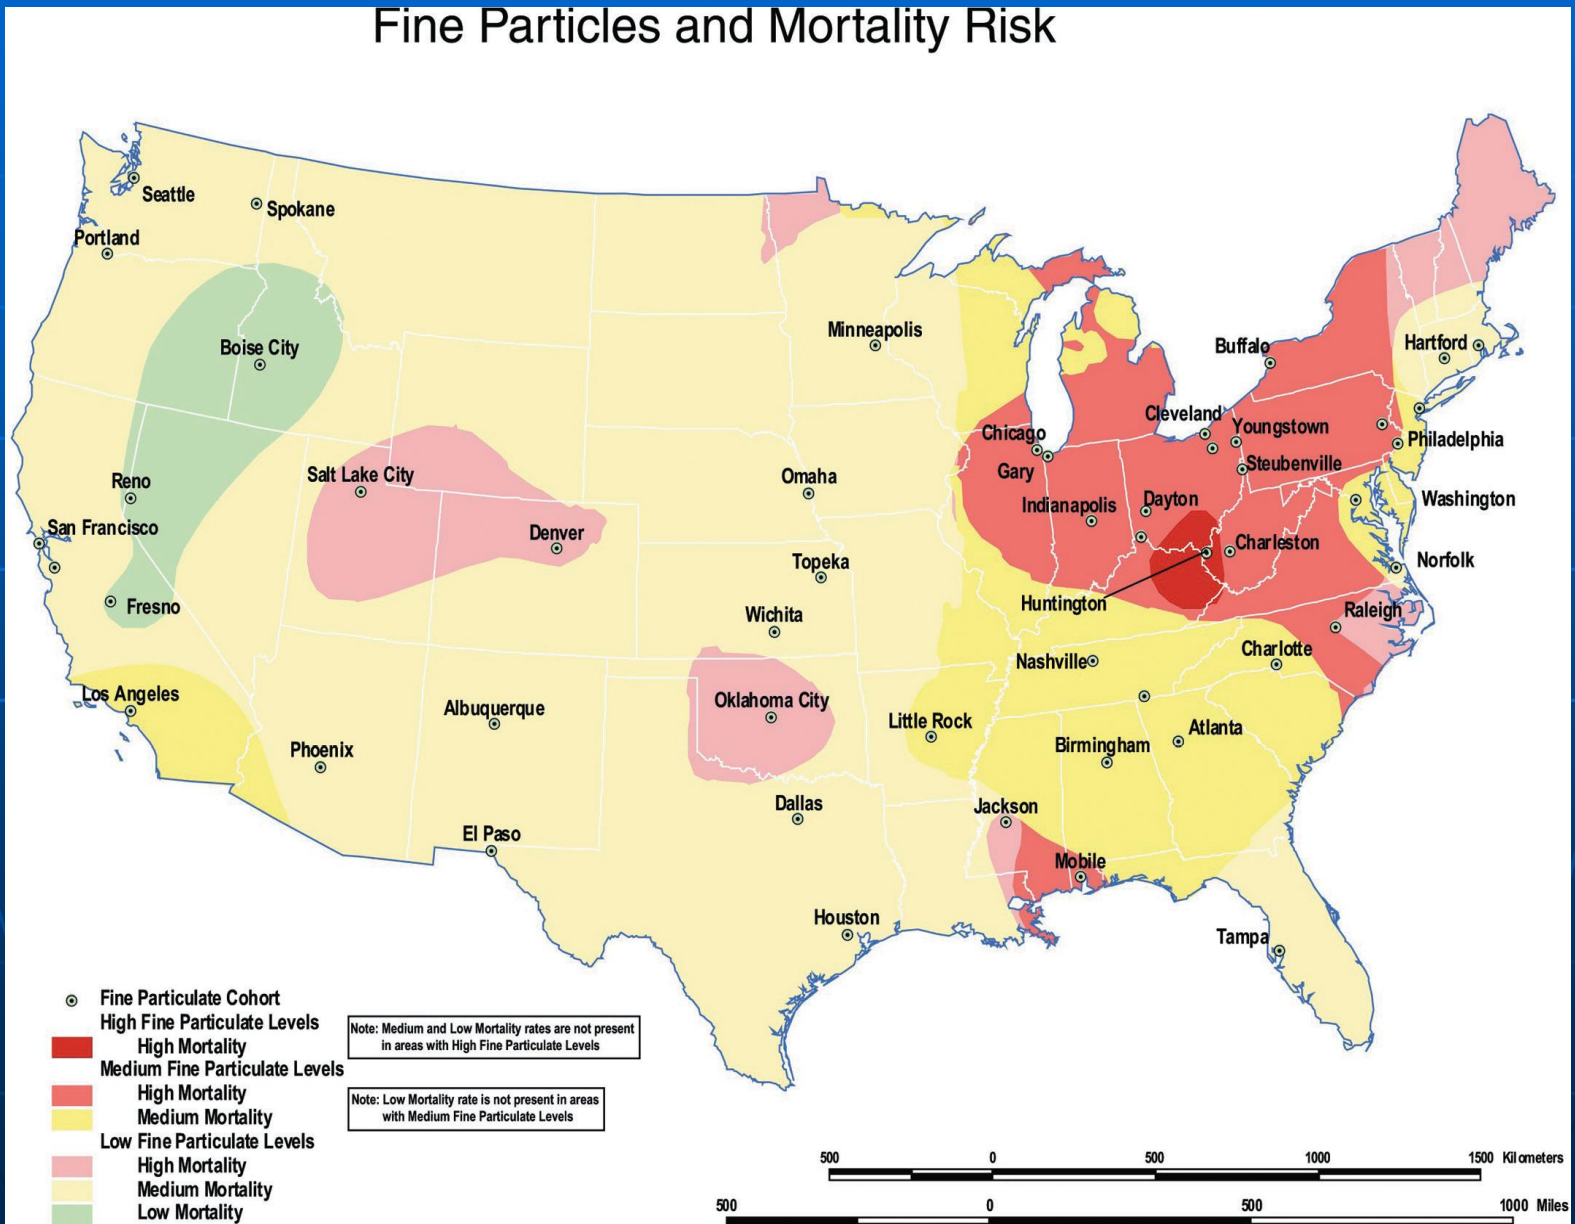 Fine Particles and Mortality Risk
Seattle
Spokane
Portland
Minneapolis
Boise City
Buffalo
Hartford
Cleveland
Youngstown
Chicago
Philadelphia
Gary
Steubenville
Salt Lake City
Reno
Omaha
Indianapolis
Dayton
Washington
San Francisco
Denver
Charleston
Topeka
Norfolk
Fresno
Huntington
Wichita
Raleigh
Nashville
Charlotte
Los Angeles
Albuquerque
Oklahoma City
Little Rock
Atlanta
Phoenix
Birmingham
Dallas
Jackson
El Paso
Mobile
Houston
Tampa
Fine Particulate Cohort
High Fine Particulate Levels
High Mortality
Note: Medium and Low Mortality rates are not present
in areas with High Fine Particulate Levels
Medium Fine Particulate Levels
High Mortality
Medium Mortality
Note: Low Mortality rate is not present in areas
with Medium Fine Particulate Levels
Low Fine Particulate Levels
High Mortality
Medium Mortality
Low Mortality
500 0 500 1000 1500 Kilometers
500 0 500 1000 Miles